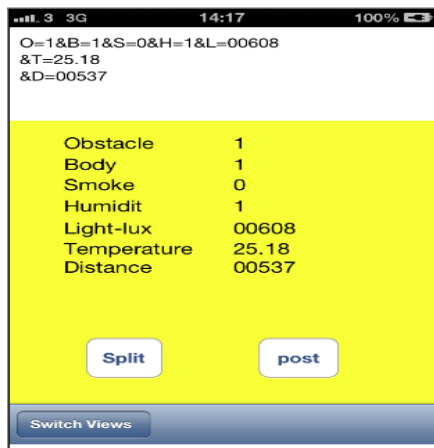 3 3G 14:17 100%
O=1&B=1&S=0&H=1&L=00608
&T=25.18
&D=00537
Obstacle 1
Body 1
Smoke 0
Humidit 1
Light-lux 00608
Temperature 25.18
Distance 00537
Split post
Switch Views